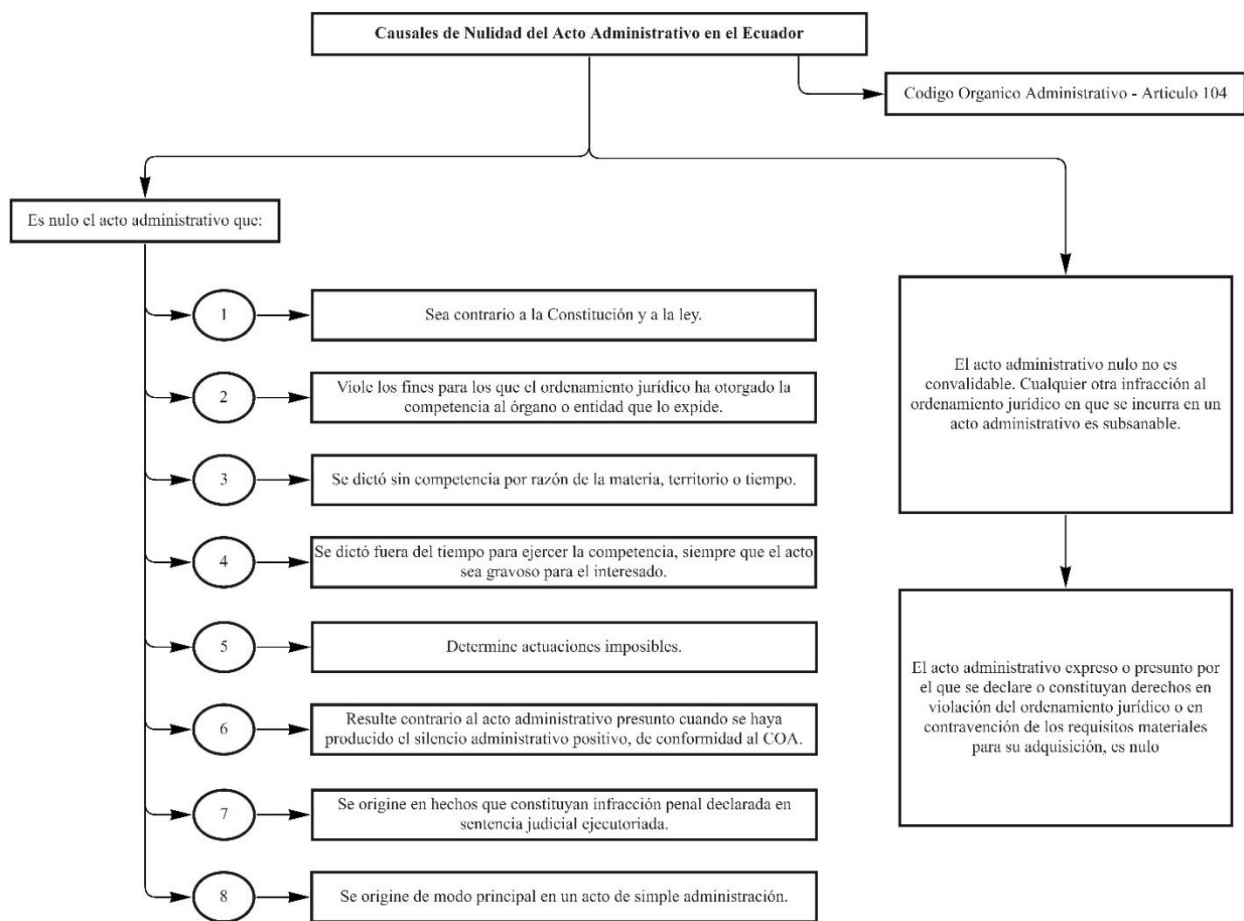 Causales de Nulidad del Acto Administrativo en el Ecuador
Codigo Organico Administrativo - Articulo 104
Es nulo el acto administrativo que:
1
Sea contrario a la Constitución y a la ley.
2
Viole los fines para los que el ordenamiento jurídico ha otorgado la
competencia al órgano o entidad que lo expide.
3
Se dictó sin competencia por razón de la materia, territorio o tiempo.
4
Se dictó fuera del tiempo para ejercer la competencia, siempre que el acto
sea gravoso para el interesado.
5
Determine actuaciones imposibles.
6
Resulte contrario al acto administrativo presunto cuando se haya
producido el silencio administrativo positivo, de conformidad al COA.
7
Se origine en hechos que constituyan infracción penal declarada en
sentencia judicial ejecutoriada.
8
Se origine de modo principal en un acto de simple administración.
El acto administrativo nulo no es
convalidable. Cualquier otra infracción al
ordenamiento jurídico en que se incurra en un
acto administrativo es subsanable.
El acto administrativo expreso o presunto por
el que se declare o constituyan derechos en
violación del ordenamiento jurídico o en
contravención de los requisitos materiales
para su adquisición, es nulo